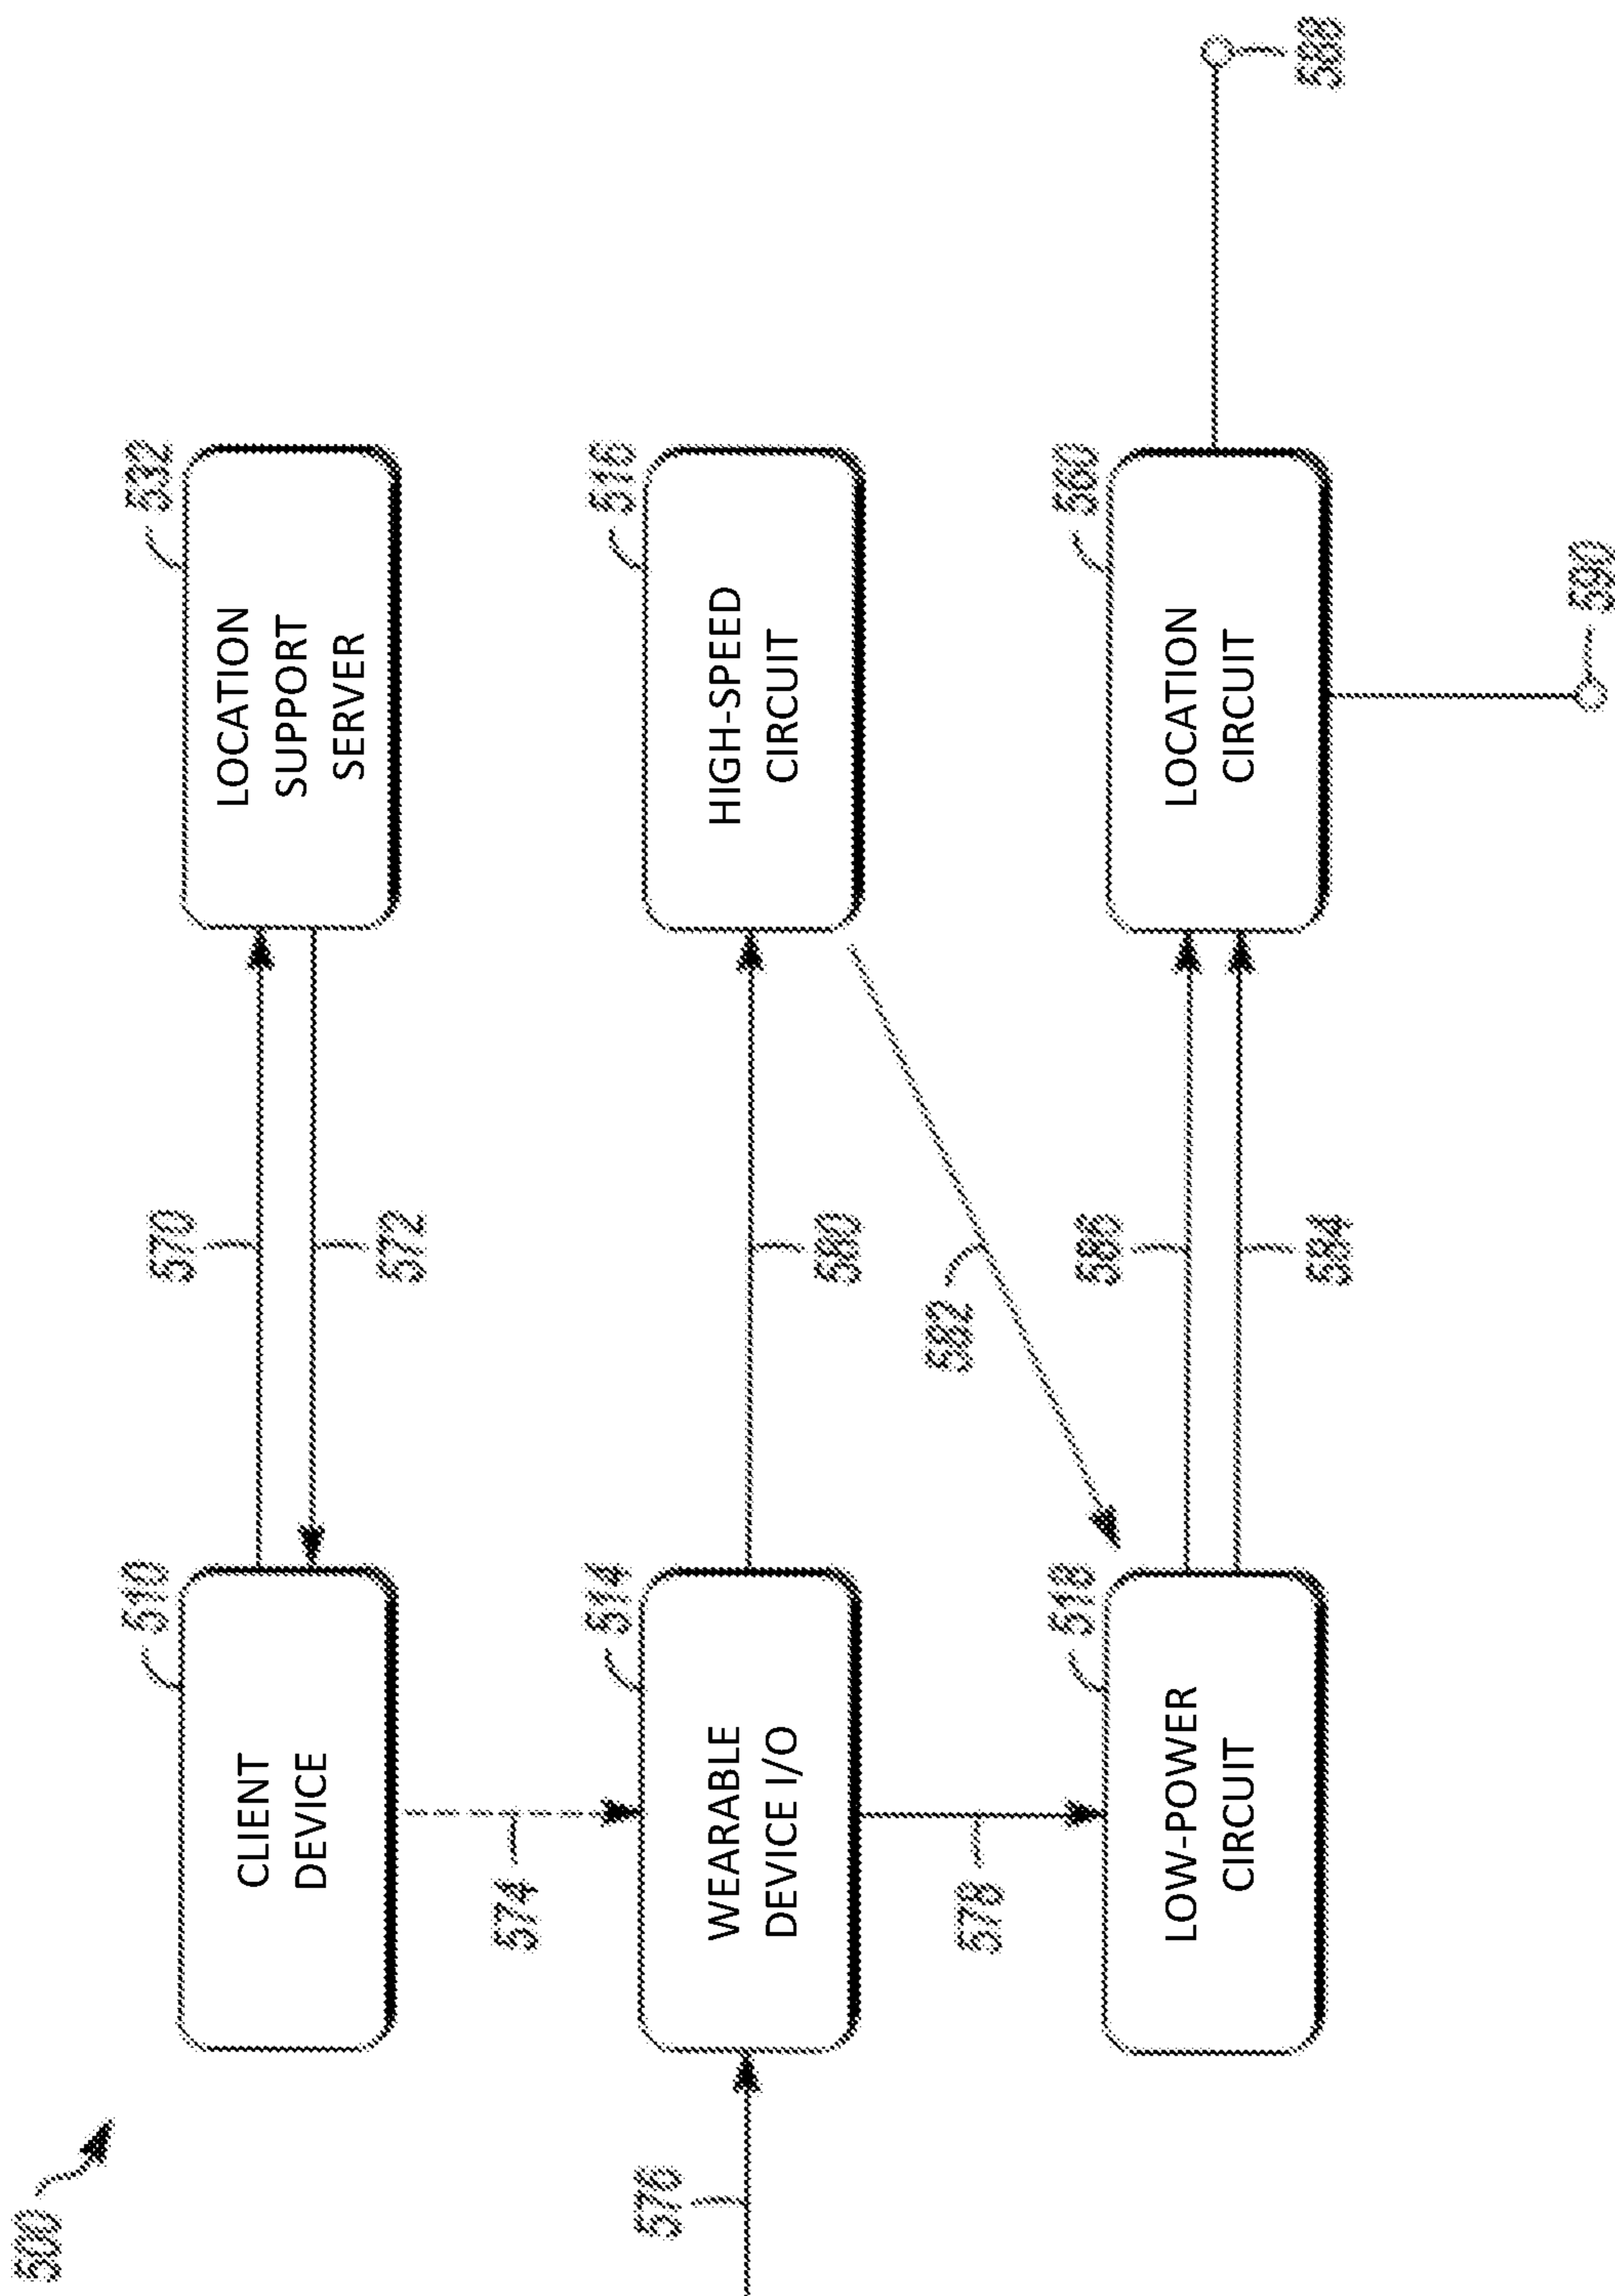 500
510
532
CLIENT
DEVICE
570
572
LOCATION
SUPPORT
SERVER
574
514
516
576
WEARABLE
DEVICE I/O
580
HIGH-SPEED
CIRCUIT
578
582
518
560
LOW-POWER
CIRCUIT
586
584
LOCATION
CIRCUIT
588
590